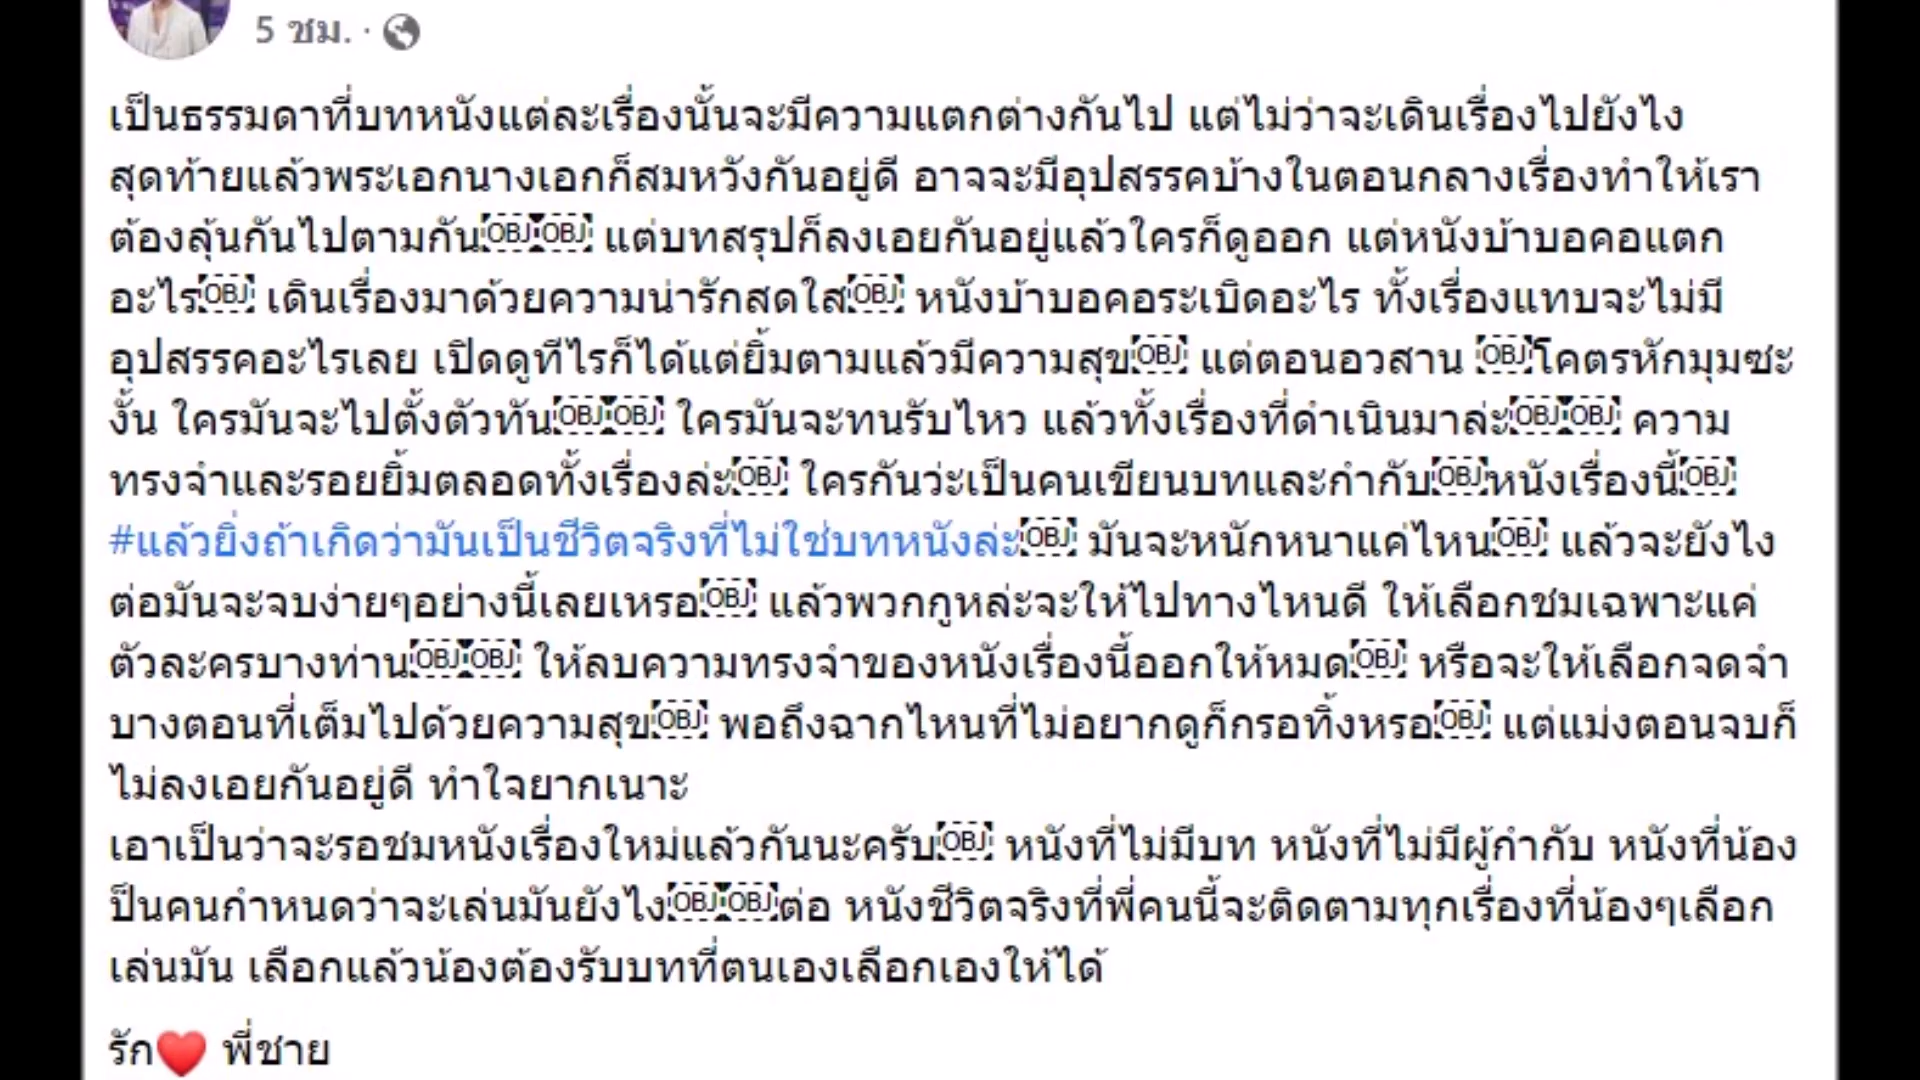 5 ชม. ·
เป็นธรรมดาที่บทหนังแต่ละเรื่องนั้นจะมีความแตกต่างกันไป แต่ไม่ว่าจะเดินเรื่องไปยังไง
สุดท้ายแล้วพระเอกนางเอกก็สมหวังกันอยู่ดี อาจจะมีอุปสรรคบ้างในตอนกลางเรื่องทำให้เรา
ต้องลุ้นกันไปตามกัน￼￼ แต่บทสรุปก็ลงเอยกันอยู่แล้วใครก็ดูออก แต่หนังบ้าบอคอแตก
อะไร￼ เดินเรื่องมาด้วยความน่ารักสดใส￼ หนังบ้าบอคอระเบิดอะไร ทั้งเรื่องแทบจะไม่มี
อุปสรรคอะไรเลย เปิดดูทีไรก็ได้แต่ยิ้มตามแล้วมีความสุข￼ แต่ตอนอวสาน ￼โคตรหักมุมซะ
งั้น ใครมันจะไปตั้งตัวทัน￼￼ ใครมันจะทนรับไหว แล้วทั้งเรื่องที่ดำเนินมาล่ะ￼￼ ความ
ทรงจำและรอยยิ้มตลอดทั้งเรื่องล่ะ￼ ใครกันว่ะเป็นคนเขียนบทและกำกับ￼หนังเรื่องนี้￼
#แล้วยิ่งถ้าเกิดว่ามันเป็นชีวิตจริงที่ไม่ใช่บทหนังล่ะ￼ มันจะหนักหนาแค่ไหน￼ แล้วจะยังไง
ต่อมันจะจบง่ายๆอย่างนี้เลยเหรอ￼ แล้วพวกกูหล่ะจะให้ไปทางไหนดี ให้เลือกชมเฉพาะแค่
ตัวละครบางท่าน￼￼ ให้ลบความทรงจำของหนังเรื่องนี้ออกให้หมด￼ หรือจะให้เลือกจดจำ
บางตอนที่เต็มไปด้วยความสุข￼ พอถึงฉากไหนที่ไม่อยากดูก็กรอทิ้งหรอ￼ แต่แม่งตอนจบก็
ไม่ลงเอยกันอยู่ดี ทำใจยากเนาะ
เอาเป็นว่าจะรอชมหนังเรื่องใหม่แล้วกันนะครับ￼ หนังที่ไม่มีบท หนังที่ไม่มีผู้กำกับ หนังที่น้อง
ป็นคนกำหนดว่าจะเล่นมันยังไง￼￼ต่อ หนังชีวิตจริงที่พี่คนนี้จะติดตามทุกเรื่องที่น้องๆเลือก
เล่นมัน เลือกแล้วน้องต้องรับบทที่ตนเองเลือกเองให้ได้
รัก❤️ พี่ชาย